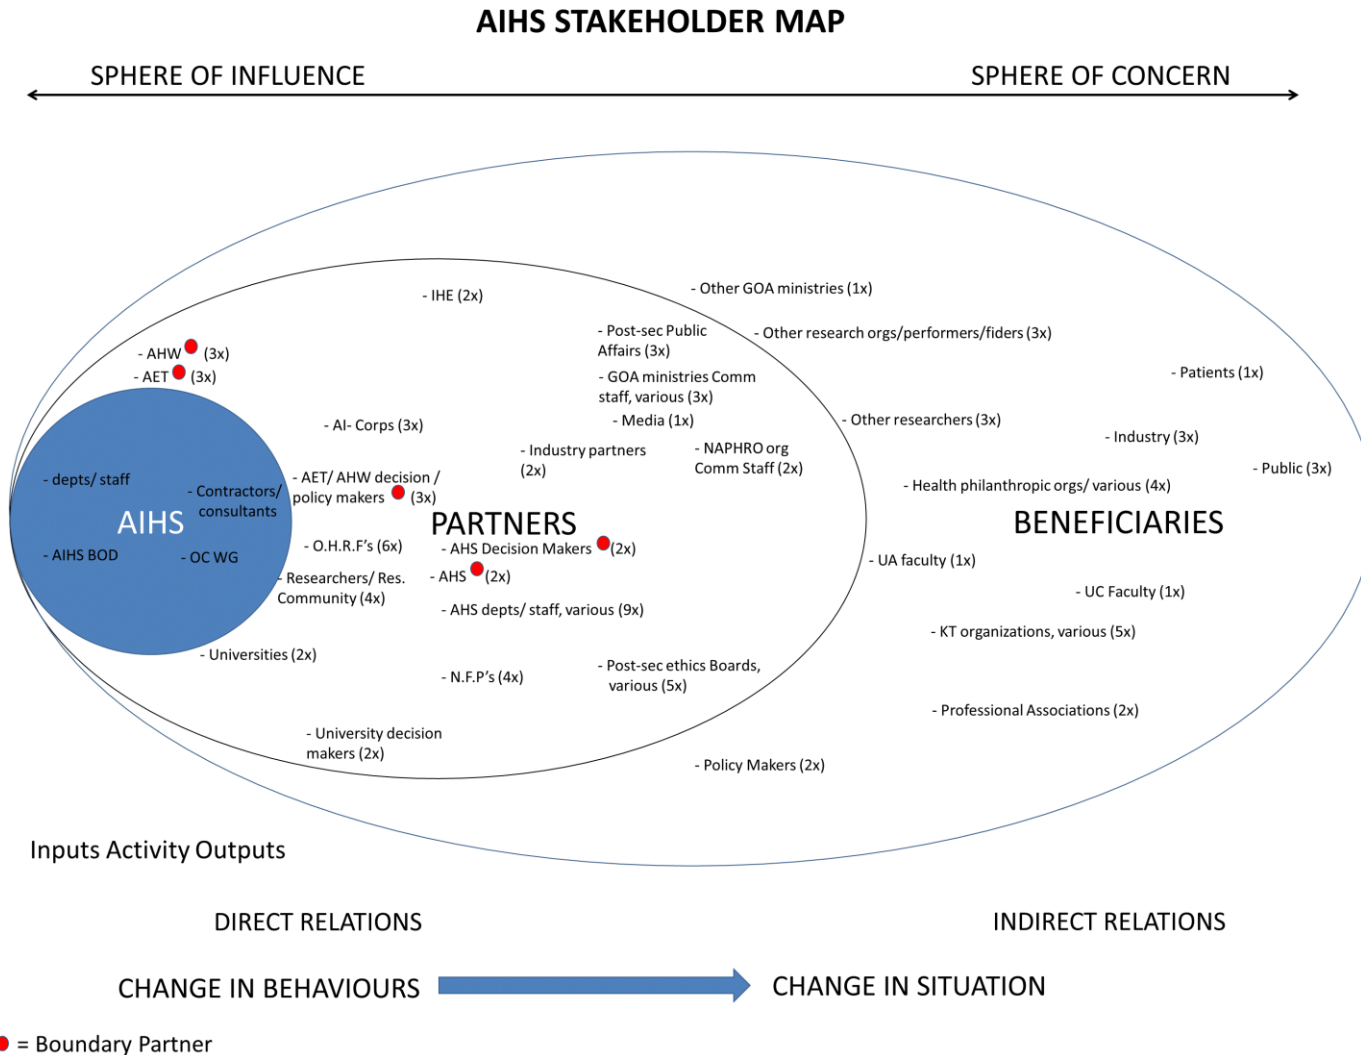 AIHS STAKEHOLDER MAP
SPHERE OF INFLUENCE
SPHERE OF CONCERN
- Other GOA ministries (1x)
- IHE (2x)
- Post-sec Public
Affairs (3x)
- Other research orgs/performers/fiders (3x)
- AHW (3x)
- AET (3x)
- GOA ministries Comm
staff, various (3x)
- Patients (1x)
- AI- Corps (3x)
- Media (1x)
- Other researchers (3x)
- Industry (3x)
- Industry partners
(2x)
- NAPHRO org
Comm Staff (2x)
- Public (3x)
- depts/ staff
- Contractors/
consultants
- AET/ AHW decision /
policy makers (3x)
- Health philanthropic orgs/ various (4x)
AIHS
PARTNERS
BENEFICIARIES
- AIHS BOD
- OC WG
- O.H.R.F's (6x)
- AHS Decision Makers (2x)
- UA faculty (1x)
- Researchers/ Res.
Community (4x)
- AHS (2x)
- UC Faculty (1x)
- AHS depts/ staff, various (9x)
- KT organizations, various (5x)
- Universities (2x)
- N.F.P's (4x)
- Post-sec ethics Boards,
various (5x)
- Professional Associations (2x)
- University decision
makers (2x)
- Policy Makers (2x)
Inputs Activity Outputs
DIRECT RELATIONS
INDIRECT RELATIONS
CHANGE IN BEHAVIOURS
CHANGE IN SITUATION
= Boundary Partner